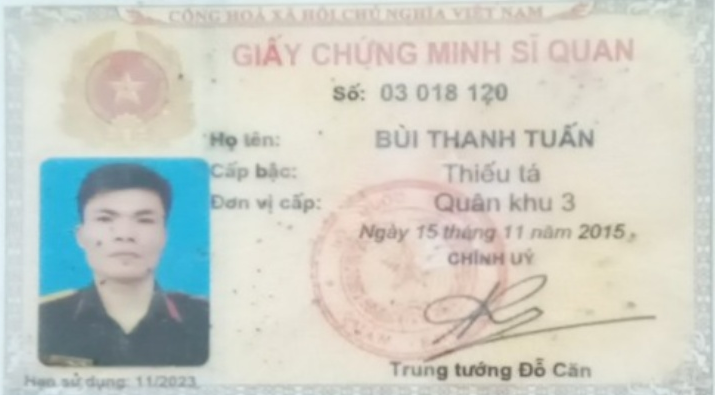 CỘNG HOÀ XÃ HỘI CHỦ NGHĨA VIỆT NAM
GIẤY CHỨNG MINH SĨ QUAN
Số: 03 018 120
Họ tên: BÙI THANH TUẤN
Cấp bậc: Thiếu tá
Đơn vị cấp: Quân khu 3
Ngày 15 tháng 11 năm 2015
CHÍNH UỶ
Trung tướng Đỗ Căn
Hạn sử dụng: 11/2023